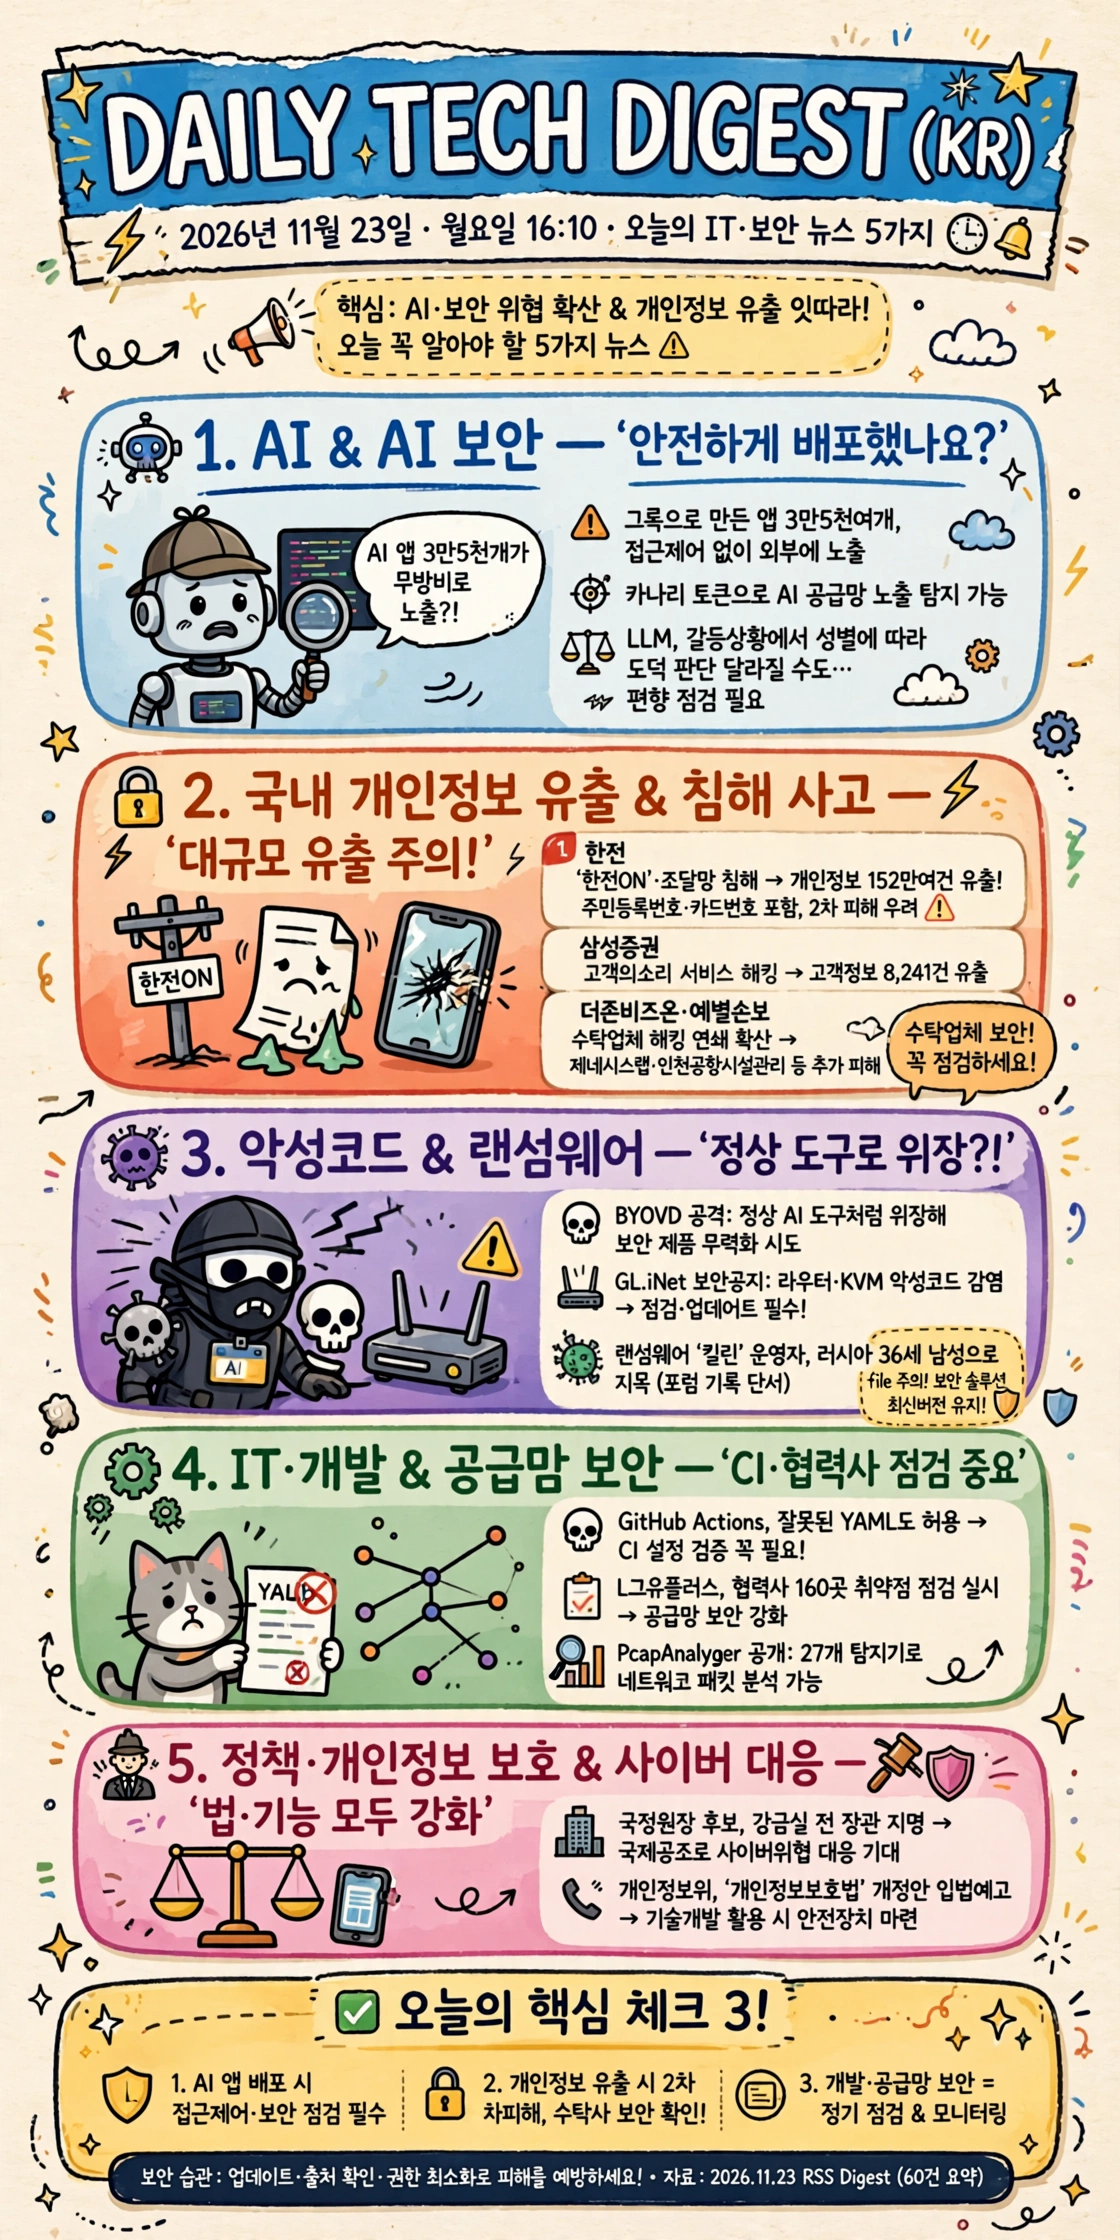 DAILY TECH DIGEST (KR)
2026년 11월 23일 · 월요일 16:10 · 오늘의 IT·보안 뉴스 5가지
핵심: AI·보안 위협 확산 & 개인정보 유출 잇따라!
오늘 꼭 알아야 할 5가지 뉴스
1. AI & AI 보안 – ‘안전하게 배포했나요?’
AI 앱 3만5천개가
무방비로
노출?!
그록으로 만든 앱 3만5천여개,
접근제어 없이 외부에 노출
카나리 토큰으로 AI 공급망 노출 탐지 가능
LLM, 갈등상황에서 성별에 따라
도덕 판단 달라질 수도…
편향 점검 필요
2. 국내 개인정보 유출 & 침해 사고 –
‘대규모 유출 주의!’
한전ON
1 한전
‘한전ON’·조달망 침해 → 개인정보 152만여건 유출!
주민등록번호·카드번호 포함, 2차 피해 우려
삼성증권
고객의소리 서비스 해킹 → 고객정보 8,241건 유출
더존비즈온·예별손보
수탁업체 해킹 연쇄 확산 →
제네시스랩·인천공항시설관리 등 추가 피해
수탁업체 보안!
꼭 점검하세요!
3. 악성코드 & 랜섬웨어 – ‘정상 도구로 위장?!’
AI
BYOVD 공격: 정상 AI 도구처럼 위장해
보안 제품 무력화 시도
GL.iNet 보안공지: 라우터·KVM 악성코드 감염
→ 점검·업데어트 필수!
랜섬웨어 ‘킬린’ 운영자, 러시아 36세 남성으로
지목 (포럼 기록 단서)
file 주의! 보안 솔루션
최신버전 유지!
4. IT·개발 & 공급맘 보안 – ‘CI·협력사 점검 중요’
GitHub Actions, 잘못된 YAML도 허용 →
CI 설정 검증 꼭 필요!
L그유플러스, 협력사 160곳 취약점 점검 실시
→ 공급망 보안 강화
PcapAnalyger 공개: 27개 탐지기로
네트워코 패킷 분석 가능
5. 정책·개인정보 보호 & 사이버 대응 –
‘법·기능 모두 강화’
국정원장 후보, 강금실 전 장관 지명 →
국제공조로 사이버위협 대응 기대
개인정보위, ‘개인정보보호법’ 개정안 입법예고
→ 기술개발 활용 시 안전장치 마련
오늘의 핵심 체크 3!
1. AI 앱 배포 시
접근제어·보안 점검 필수
2. 개인정보 유출 시 2차
차피해, 수탁사 보안 확인!
3. 개발·공급망 보안 =
정기 점검 & 모니터링
보안 습관: 업데이트·출처 확인·권한 최소화로 피해를 예방하세요! • 자료: 2026.11.23 RSS Digest (60건 요약)